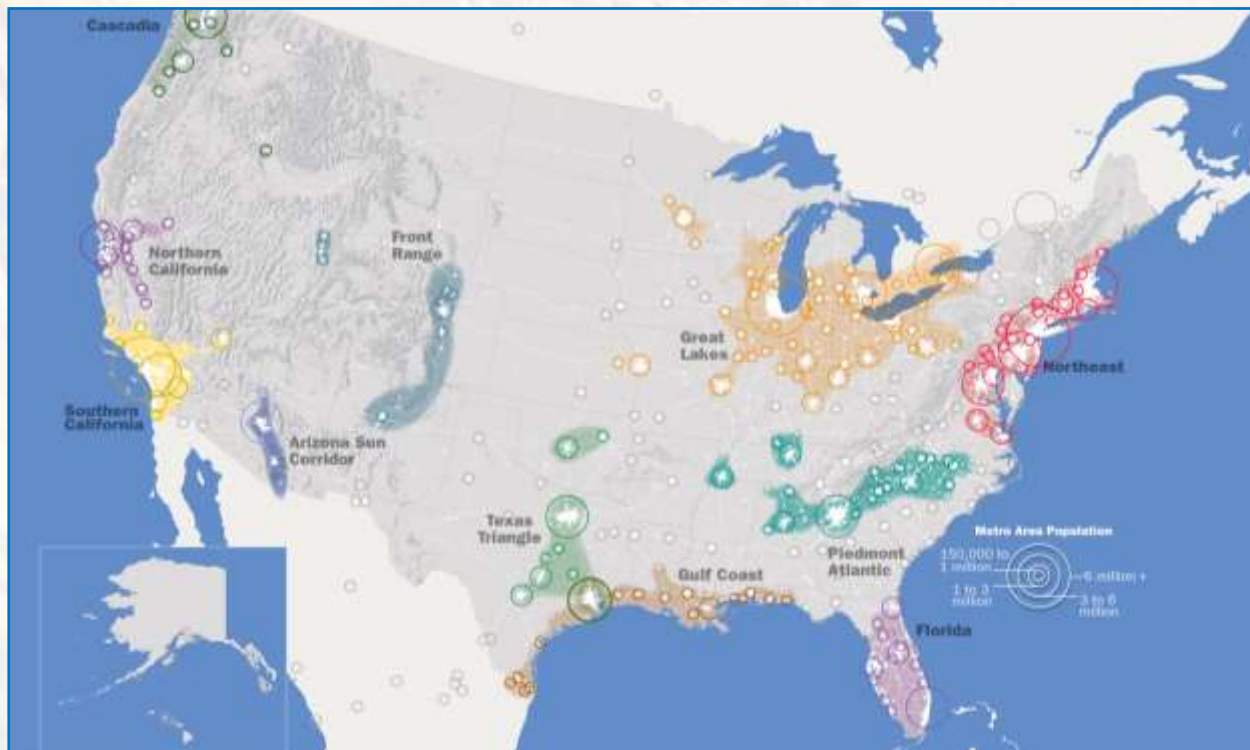 Cascadia
Northern
California
Front
Range
Great
Lakes
Northeast
Southern
California
Arizona Sun
Corridor
Texas
Triangle
Gulf Coast
Piedmont
Atlantic
Florida
Metro Area Population
150,000 to
1 million
1 to 3
million
6 million +
3 to 6
million